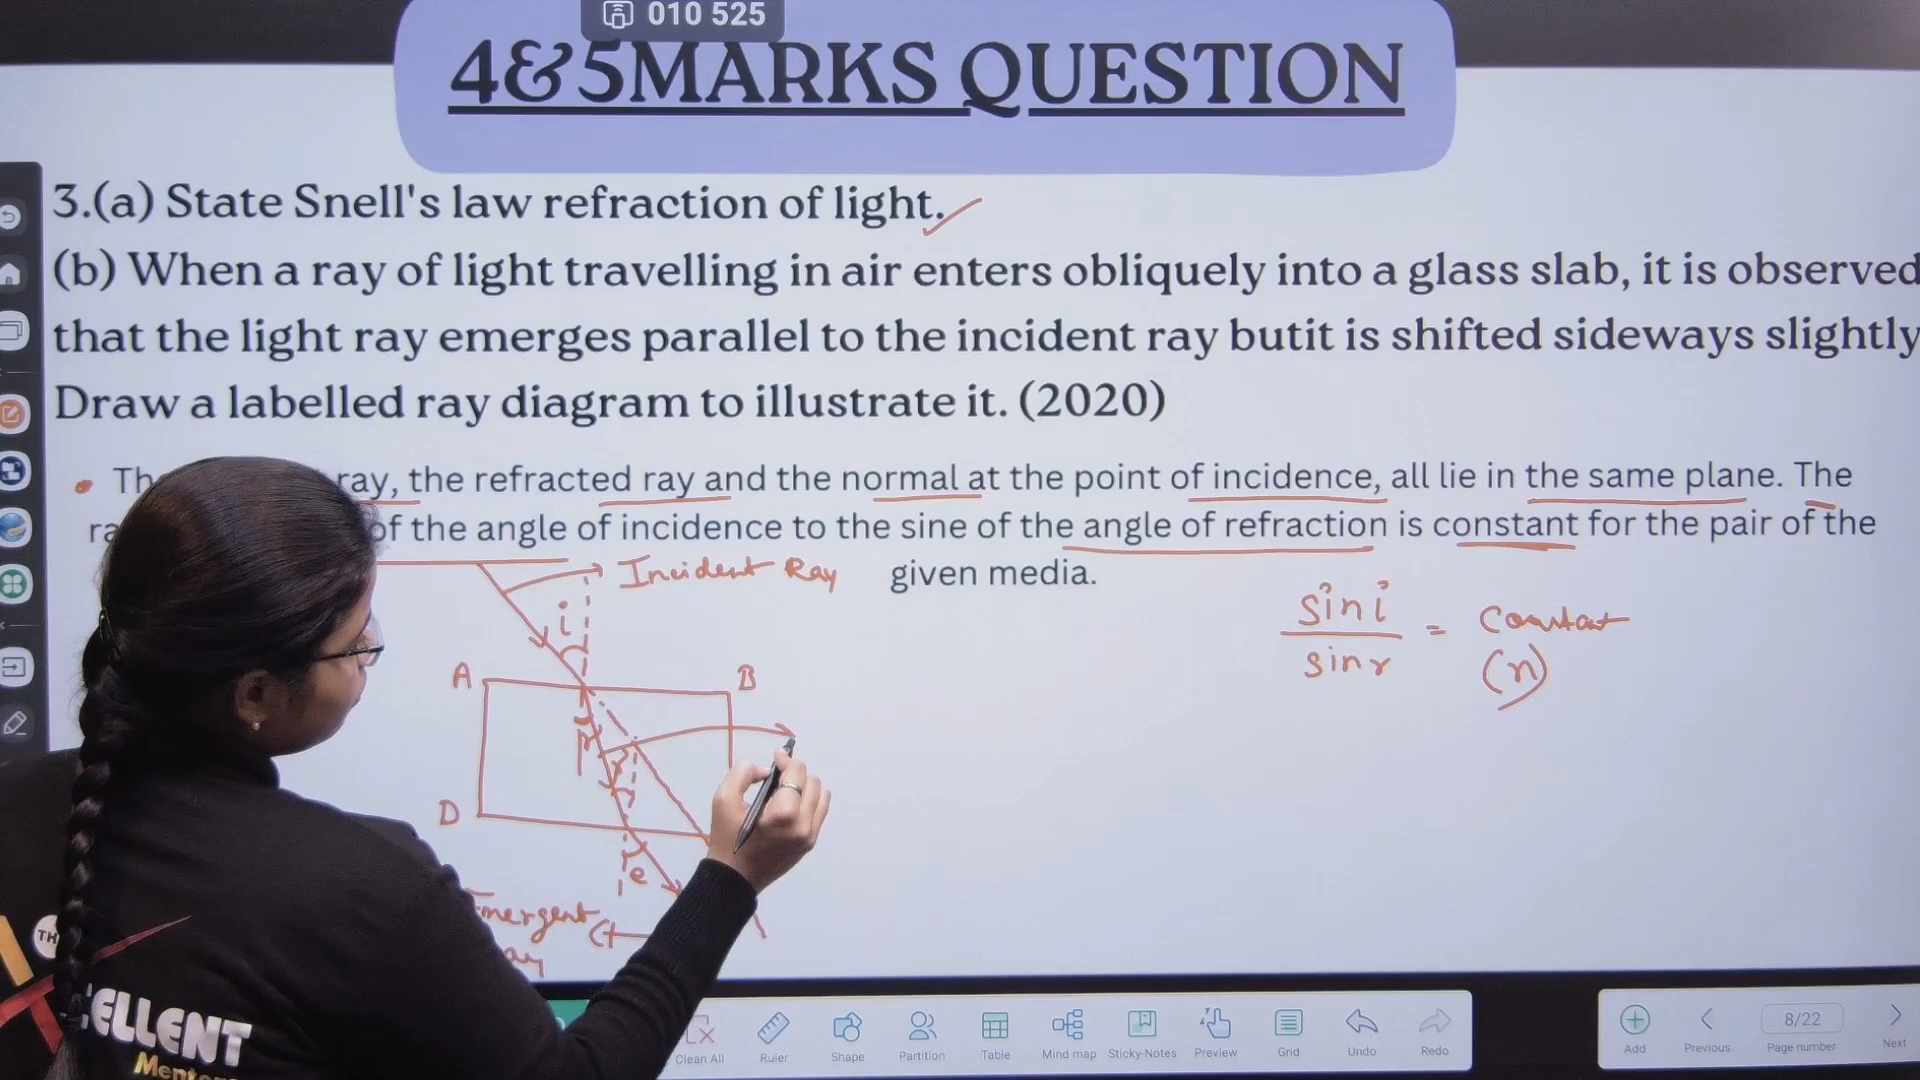 010 525
4&5MARKS QUESTION
3.(a) State Snell's law refraction of light.
(b) When a ray of light travelling in air enters obliquely into a glass slab, it is observed
that the light ray emerges parallel to the incident ray butit is shifted sideways slightly
Draw a labelled ray diagram to illustrate it. (2020)
ray, the refracted ray and the normal at the point of incidence, all lie in the same plane. The
of the angle of incidence to the sine of the angle of refraction is constant for the pair of the
given media.
Incident Ray
i
A B
r
r
D
e
Emergent
sin i / sin r = Constant
(n)
TH
CELLENT
Clean All Ruler Shape Partition Table Mind map Sticky-Notes Preview Grid Undo Redo
Add Previous 8/22 Page number Next